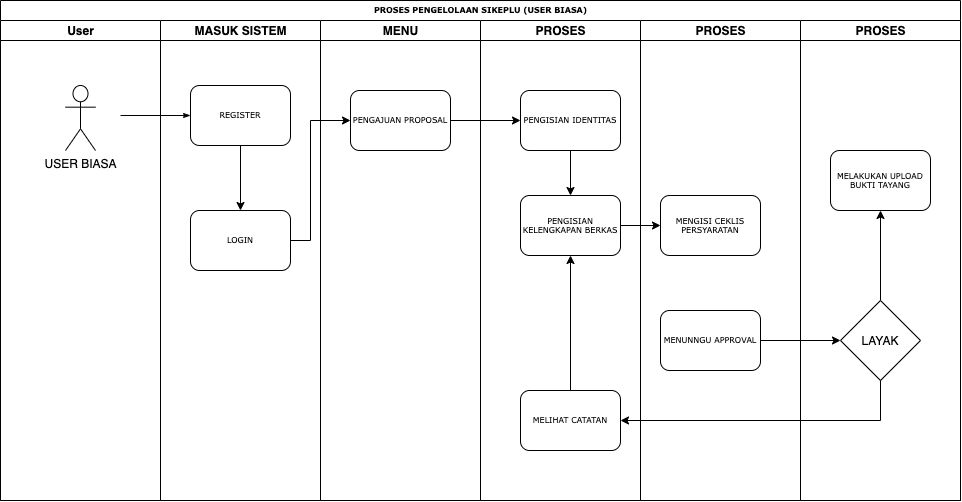 PROSES PENGELOLAAN SIKEPLU (USER BIASA)
User
MASUK SISTEM
MENU
PROSES
PROSES
PROSES
USER BIASA
REGISTER
LOGIN
PENGAJUAN PROPOSAL
PENGISIAN IDENTITAS
PENGISIAN
KELENGKAPAN BERKAS
MENGISI CEKLIS
PERSYARATAN
MENUNNGU APPROVAL
LAYAK
MELAKUKAN UPLOAD
BUKTI TAYANG
MELIHAT CATATAN